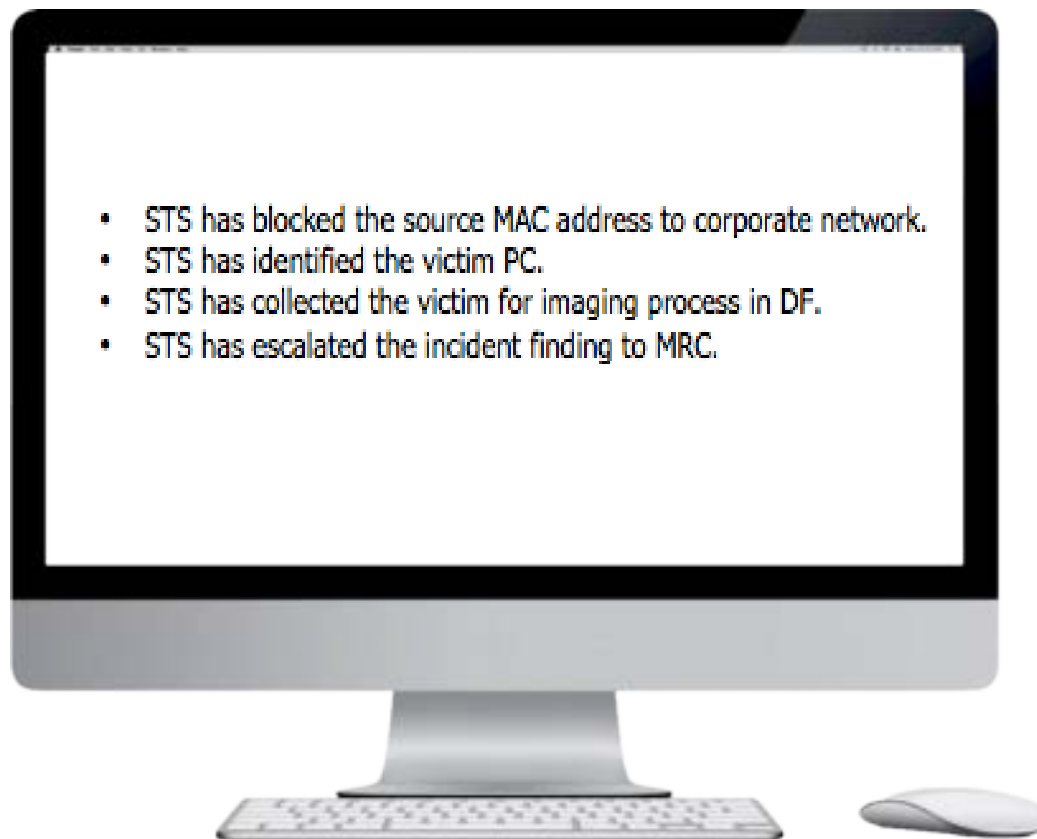 • STS has blocked the source MAC address to corporate network.
• STS has identified the victim PC.
• STS has collected the victim for imaging process in DF.
• STS has escalated the incident finding to MRC.